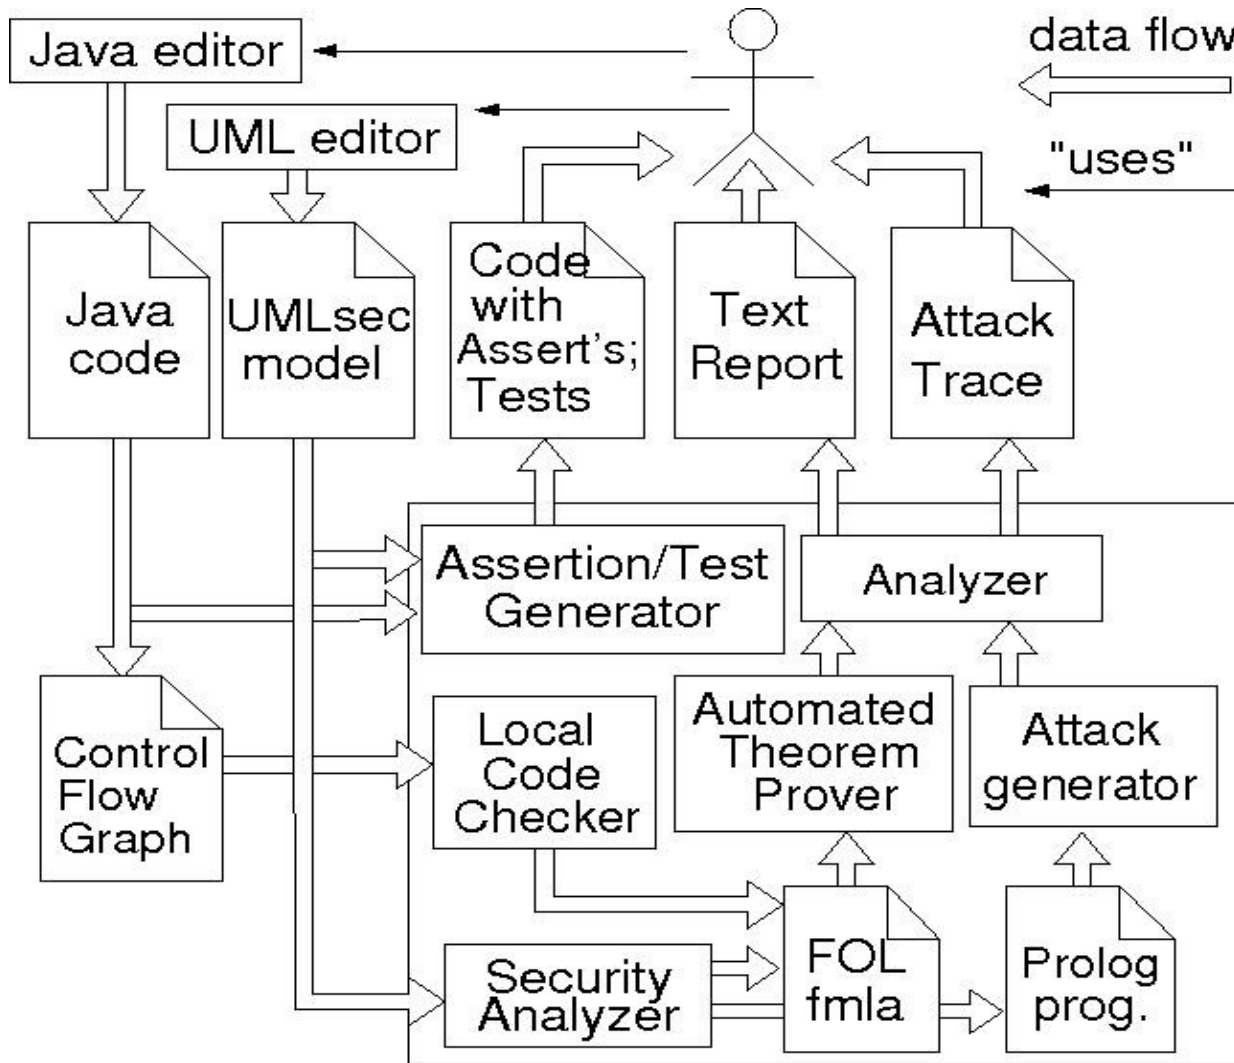 Java editor
data flow
UML editor
"uses"
Java
code
UMLsec
model
Code
with
Assert's;
Tests
Text
Report
Attack
Trace
Assertion/Test
Generator
Analyzer
Control
Flow
Graph
Local
Code
Checker
Automated
Theorem
Prover
Attack
generator
Security
Analyzer
FOL
fmla
Prolog
prog.